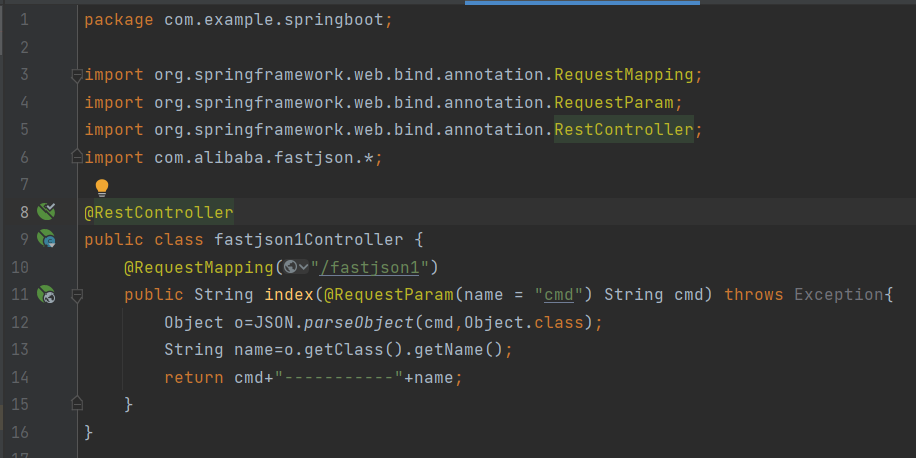 1 package com.example.springboot;
2
3 import org.springframework.web.bind.annotation.RequestMapping;
4 import org.springframework.web.bind.annotation.RequestParam;
5 import org.springframework.web.bind.annotation.RestController;
6 import com.alibaba.fastjson.*;
7
8 @RestController
9 public class fastjson1Controller {
10 @RequestMapping("/fastjson1")
11 public String index(@RequestParam(name = "cmd") String cmd) throws Exception{
12 Object o=JSON.parseObject(cmd,Object.class);
13 String name=o.getClass().getName();
14 return cmd+"-----------"+name;
15 }
16 }